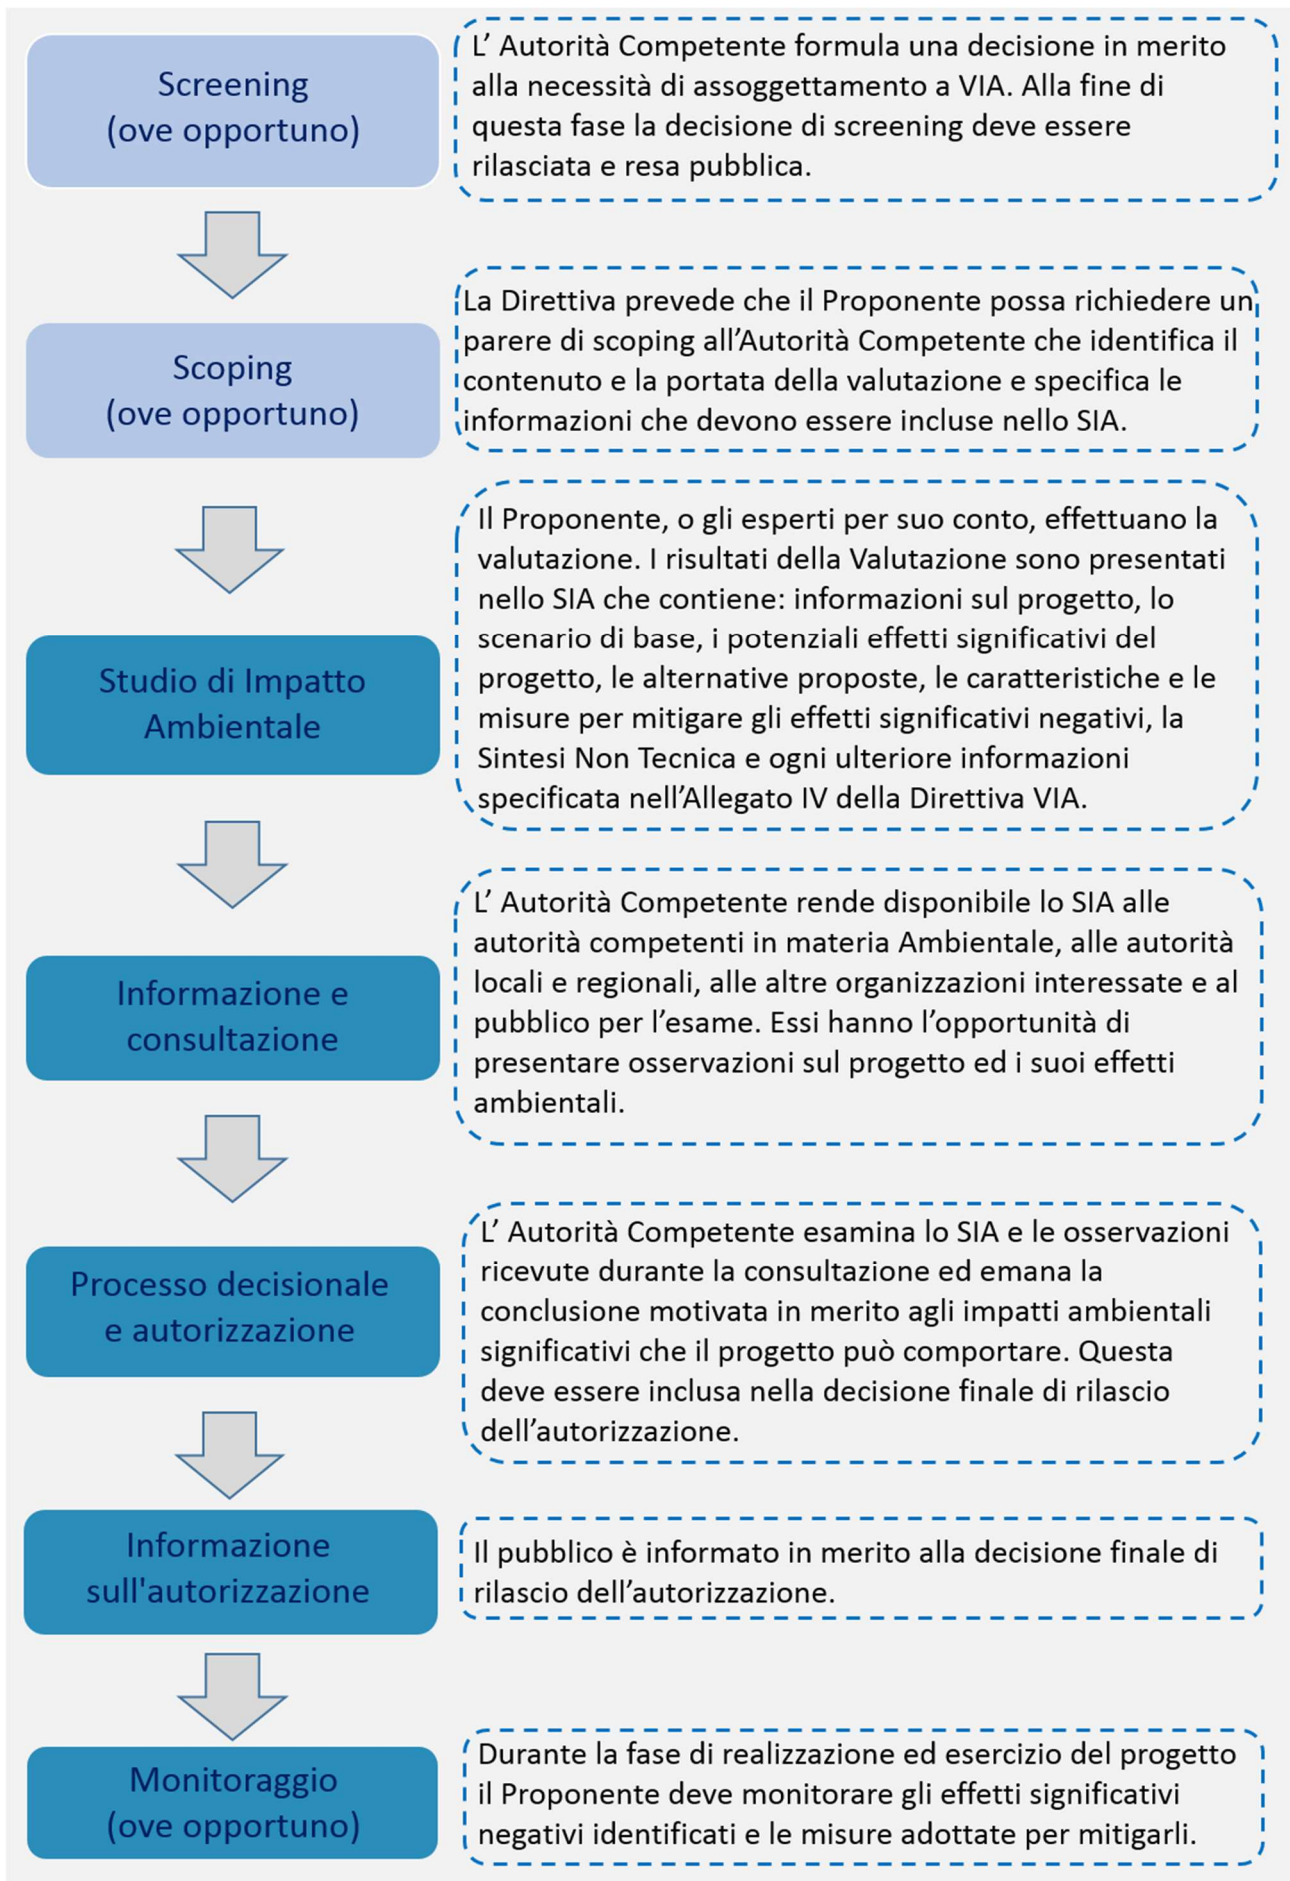 Screening
(ove opportuno)
L’ Autorità Competente formula una decisione in merito
alla necessità di assoggettamento a VIA. Alla fine di
questa fase la decisione di screening deve essere
rilasciata e resa pubblica.
Scoping
(ove opportuno)
La Direttiva prevede che il Proponente possa richiedere un
parere di scoping all’Autorità Competente che identifica il
contenuto e la portata della valutazione e specifica le
informazioni che devono essere incluse nello SIA.
Studio di Impatto
Ambientale
Il Proponente, o gli esperti per suo conto, effettuano la
valutazione. I risultati della Valutazione sono presentati
nello SIA che contiene: informazioni sul progetto, lo
scenario di base, i potenziali effetti significativi del
progetto, le alternative proposte, le caratteristiche e le
misure per mitigare gli effetti significativi negativi, la
Sintesi Non Tecnica e ogni ulteriore informazioni
specificata nell’Allegato IV della Direttiva VIA.
Informazione e
consultazione
L’ Autorità Competente rende disponibile lo SIA alle
autorità competenti in materia Ambientale, alle autorità
locali e regionali, alle altre organizzazioni interessate e al
pubblico per l’esame. Essi hanno l’opportunità di
presentare osservazioni sul progetto ed i suoi effetti
ambientali.
Processo decisionale
e autorizzazione
L’ Autorità Competente esamina lo SIA e le osservazioni
ricevute durante la consultazione ed emana la
conclusione motivata in merito agli impatti ambientali
significativi che il progetto può comportare. Questa
deve essere inclusa nella decisione finale di rilascio
dell’autorizzazione.
Informazione
sull'autorizzazione
Il pubblico è informato in merito alla decisione finale di
rilascio dell’autorizzazione.
Monitoraggio
(ove opportuno)
Durante la fase di realizzazione ed esercizio del progetto
il Proponente deve monitorare gli effetti significativi
negativi identificati e le misure adottate per mitigarli.